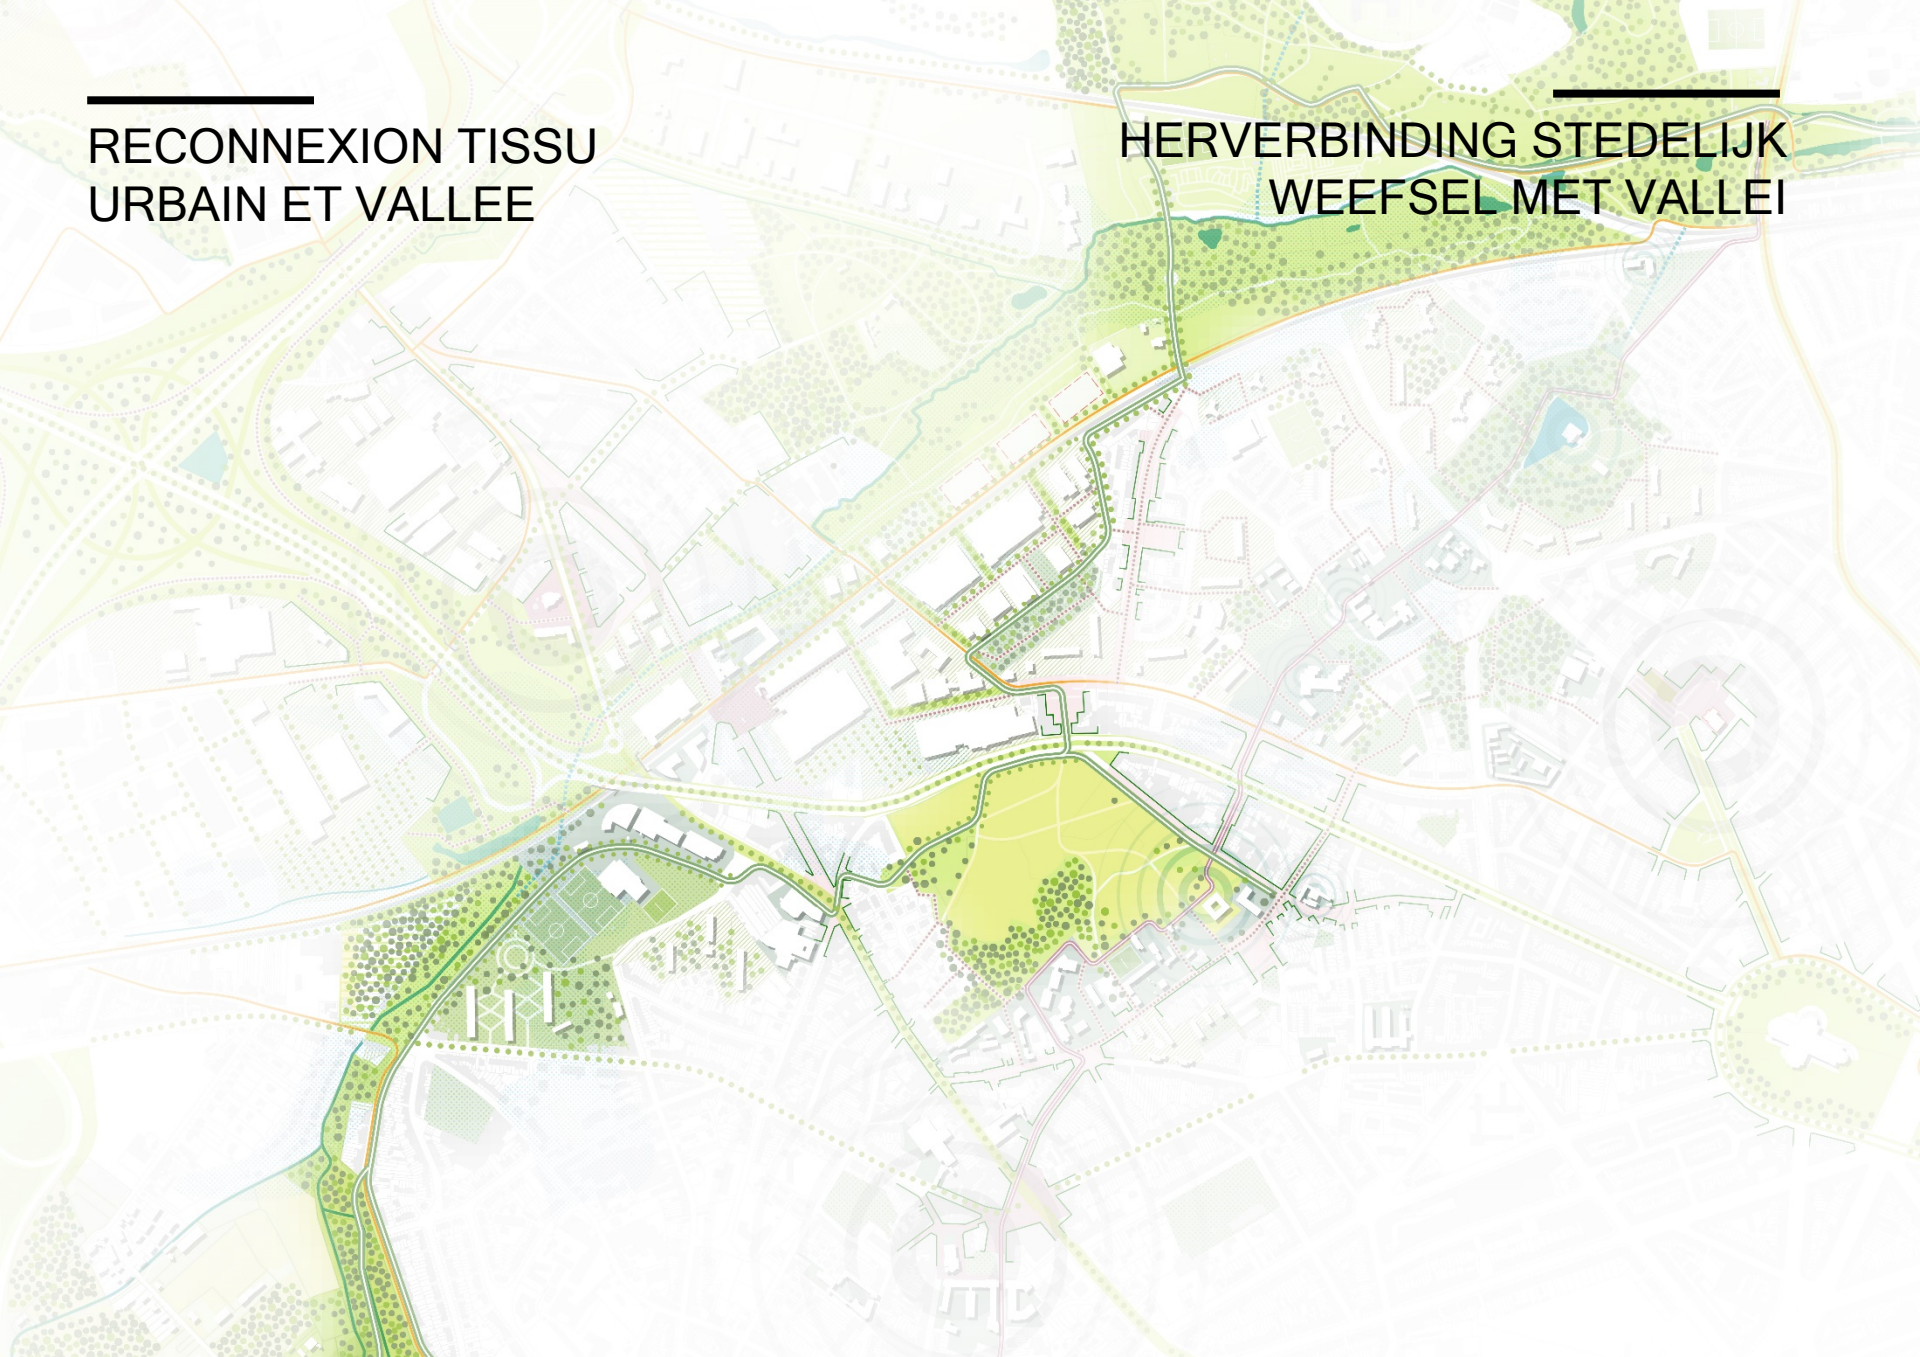 RECONNEXION TISSU
URBAIN ET VALLEE
HERVERBINDING STEDELIJK
WEEFSEL MET VALLEI